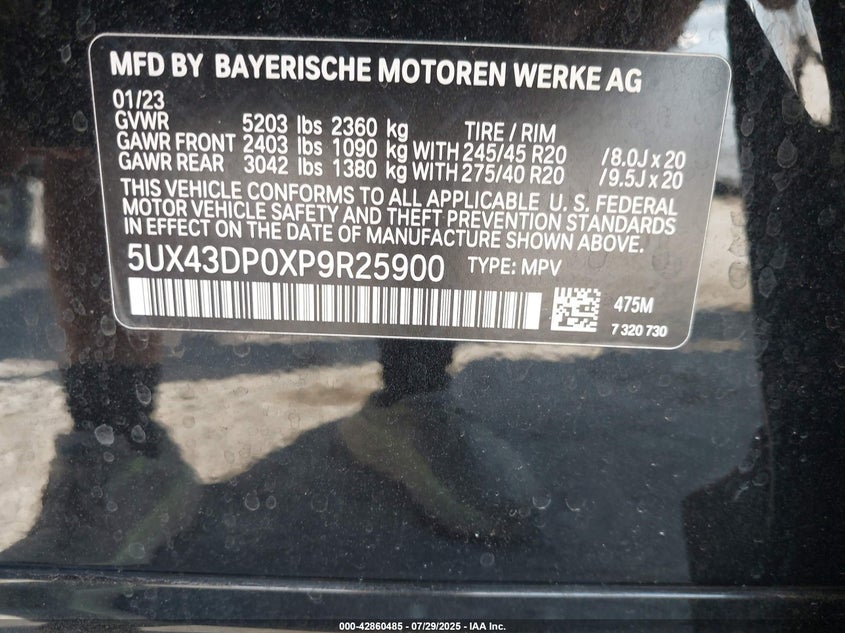 MFD BY BAYERISCHE MOTOREN WERKE AG
01/23
GVWR 5203 lbs 2360 kg TIRE / RIM
GAWR FRONT 2403 lbs 1090 kg WITH 245/45 R20 /8.0J x 20
GAWR REAR 3042 lbs 1380 kg WITH 275/40 R20 /9.5J x 20
THIS VEHICLE CONFORMS TO ALL APPLICABLE U. S. FEDERAL
MOTOR VEHICLE SAFETY AND THEFT PREVENTION STANDARDS
IN EFFECT ON THE DATE OF MANUFACTURE SHOWN ABOVE.
5UX43DP0XP9R25900 TYPE: MPV
475M
7 320 730
000-42860485 - 07/29/2025 - IAA Inc.